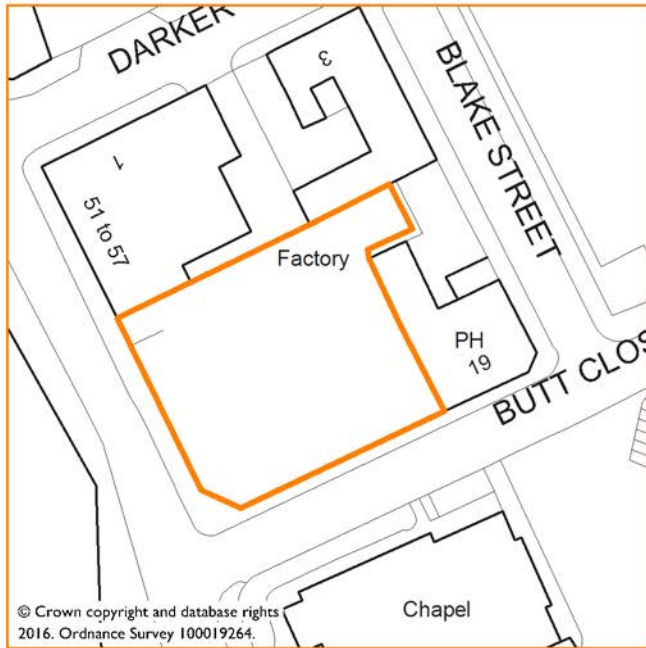 DARKER
3
BLAKE STREET
1
51 to 57
Factory
PH
19
BUTT CLOS
© Crown copyright and database rights
2016. Ordnance Survey 100019264.
Chapel